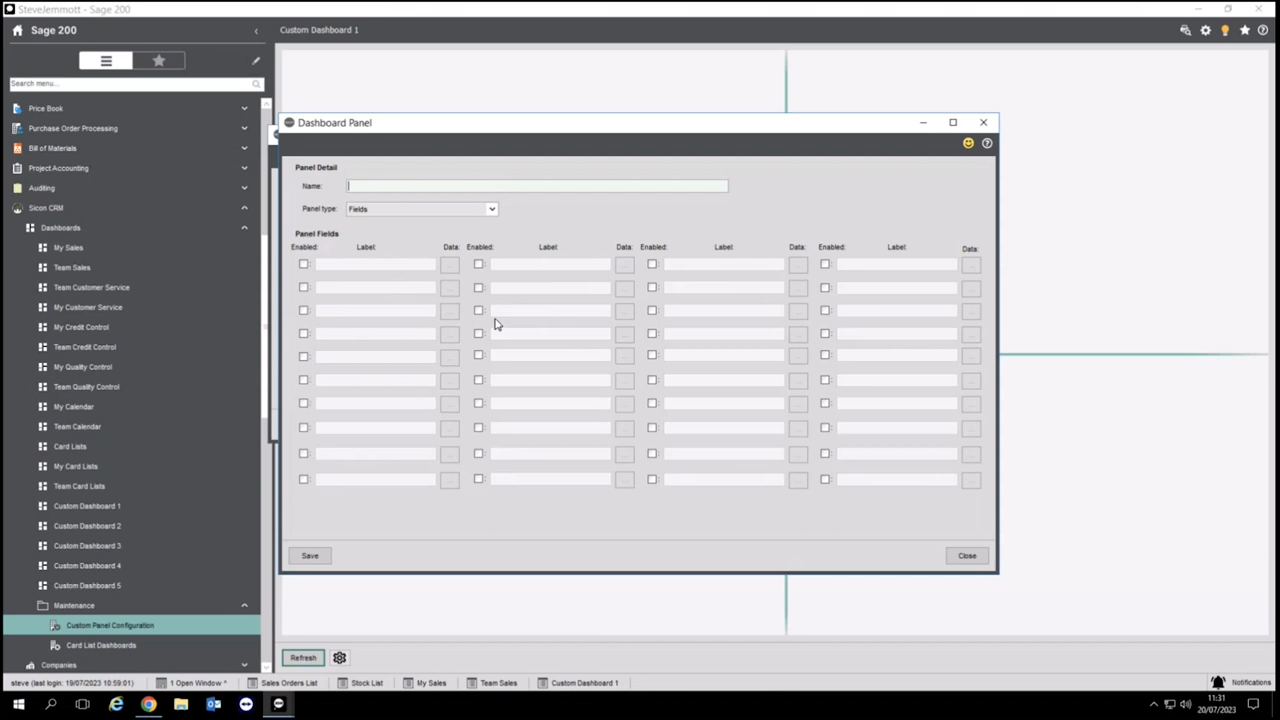 SteveJemmott
Sage 200
Custom Dashboard 1
Search menu...
Price Book
Purchase Order Processing
Bill of Materials
Project Accounting
Auditing
Sicon CRM
Dashboards
My Sales
Team Sales
Team Customer Service
My Customer Service
My Credit Control
Team Credit Control
My Quality Control
Team Quality Control
My Calendar
Team Calendar
Card Lists
My Card Lists
Team Card Lists
Custom Dashboard 1
Custom Dashboard 2
Custom Dashboard 3
Custom Dashboard 4
Custom Dashboard 5
Maintenance
Custom Panel Configuration
Card List Dashboards
Companies
Dashboard Panel
Panel Detail
Name:
Panel type: Fields
Panel Fields
Enabled: Label: Data: Enabled: Label: Data: Enabled: Label: Data: Enabled: Label: Data:
Save Close
Refresh
steve (last login: 19/07/2023 10:59:01) 1 Open Window ^ Sales Orders List Stock List My Sales Team Sales Custom Dashboard 1 Notifications
11:31
20/07/2023